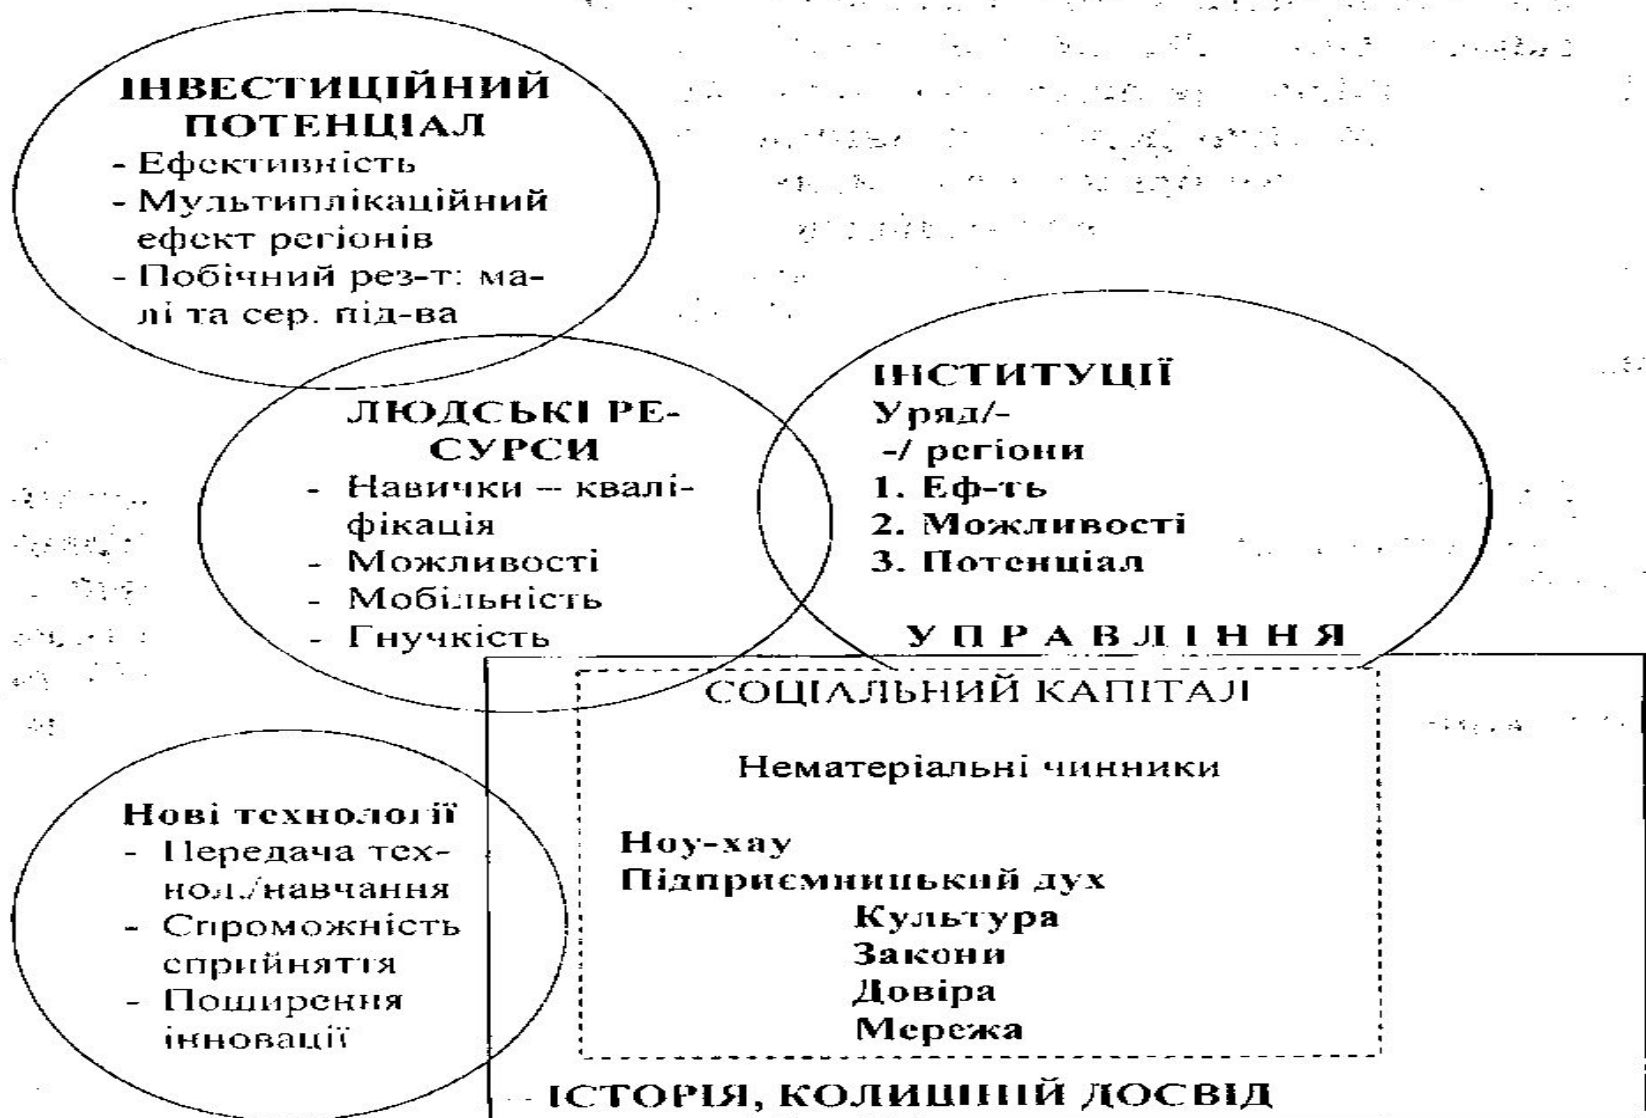 ІНВЕСТИЦІЙНИЙ
ПОТЕНЦІАЛ
- Ефективність
- Мультиплікаційний
ефект регіонів
- Побічний рез-т: ма-
лі та сер. під-ва
ЛЮДСЬКІ РЕ-
СУРСИ
- Навички – квалі-
фікація
- Можливості
- Мобільність
- Гнучкість
ІНСТИТУЦІЇ
Уряд/-
-/ регіони
1. Еф-ть
2. Можливості
3. Потенціал
УПРАВЛІННЯ
СОЦІАЛЬНИЙ КАПІТАЛ
Нематеріальні чинники
Ноу-хау
Підприємницький дух
Культура
Закони
Довіра
Мережа
Нові технології
- Передача тех-
нол./навчання
- Спроможність
сприйняття
- Поширення
інновації
ІСТОРІЯ, КОЛИШНІЙ ДОСВІД